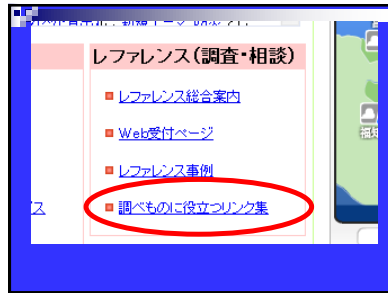 レファレンス(調査・相談)
レファレンス総合案内
Web受付ページ
レファレンス事例
ス
調べものに役立つリンク集